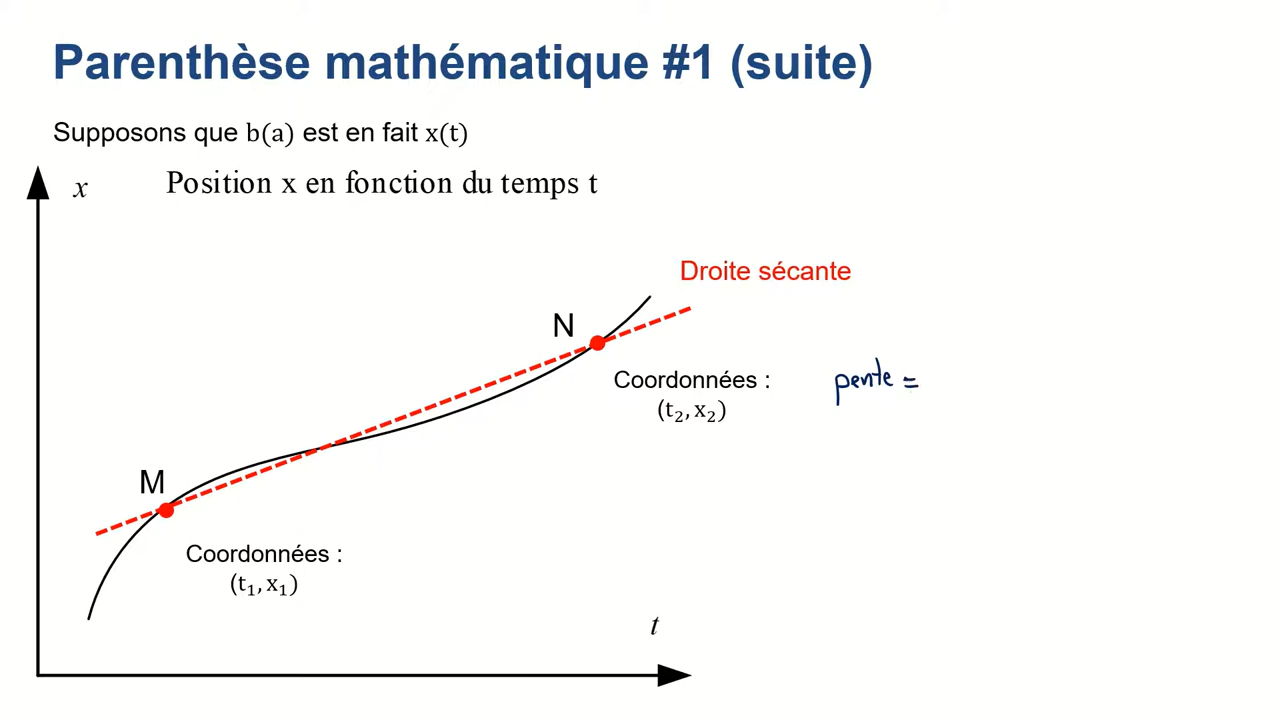 Parenthèse mathématique #1 (suite)
Supposons que b(a) est en fait x(t)
x
Position x en fonction du temps t
Droite sécante
N
Coordonnées :
(t₂, x₂)
pente =
M
Coordonnées :
(t₁, x₁)
t